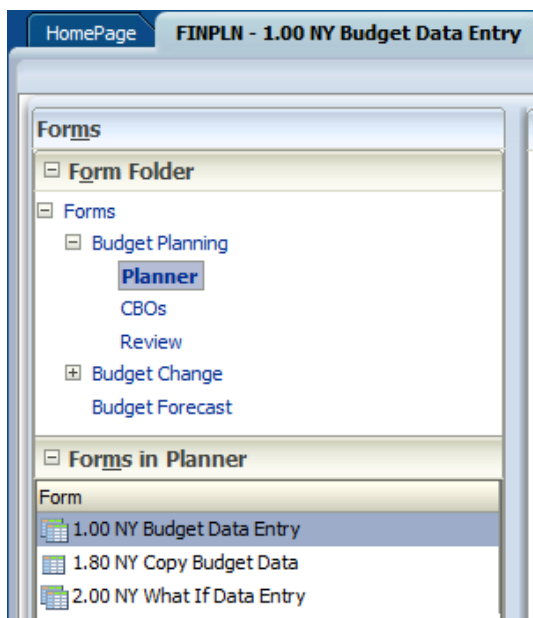 HomePage FINPLN - 1.00 NY Budget Data Entry
Forms
Form Folder
Forms
Budget Planning
Planner
CBOs
Review
Budget Change
Budget Forecast
Forms in Planner
Form
1.00 NY Budget Data Entry
1.80 NY Copy Budget Data
2.00 NY What If Data Entry